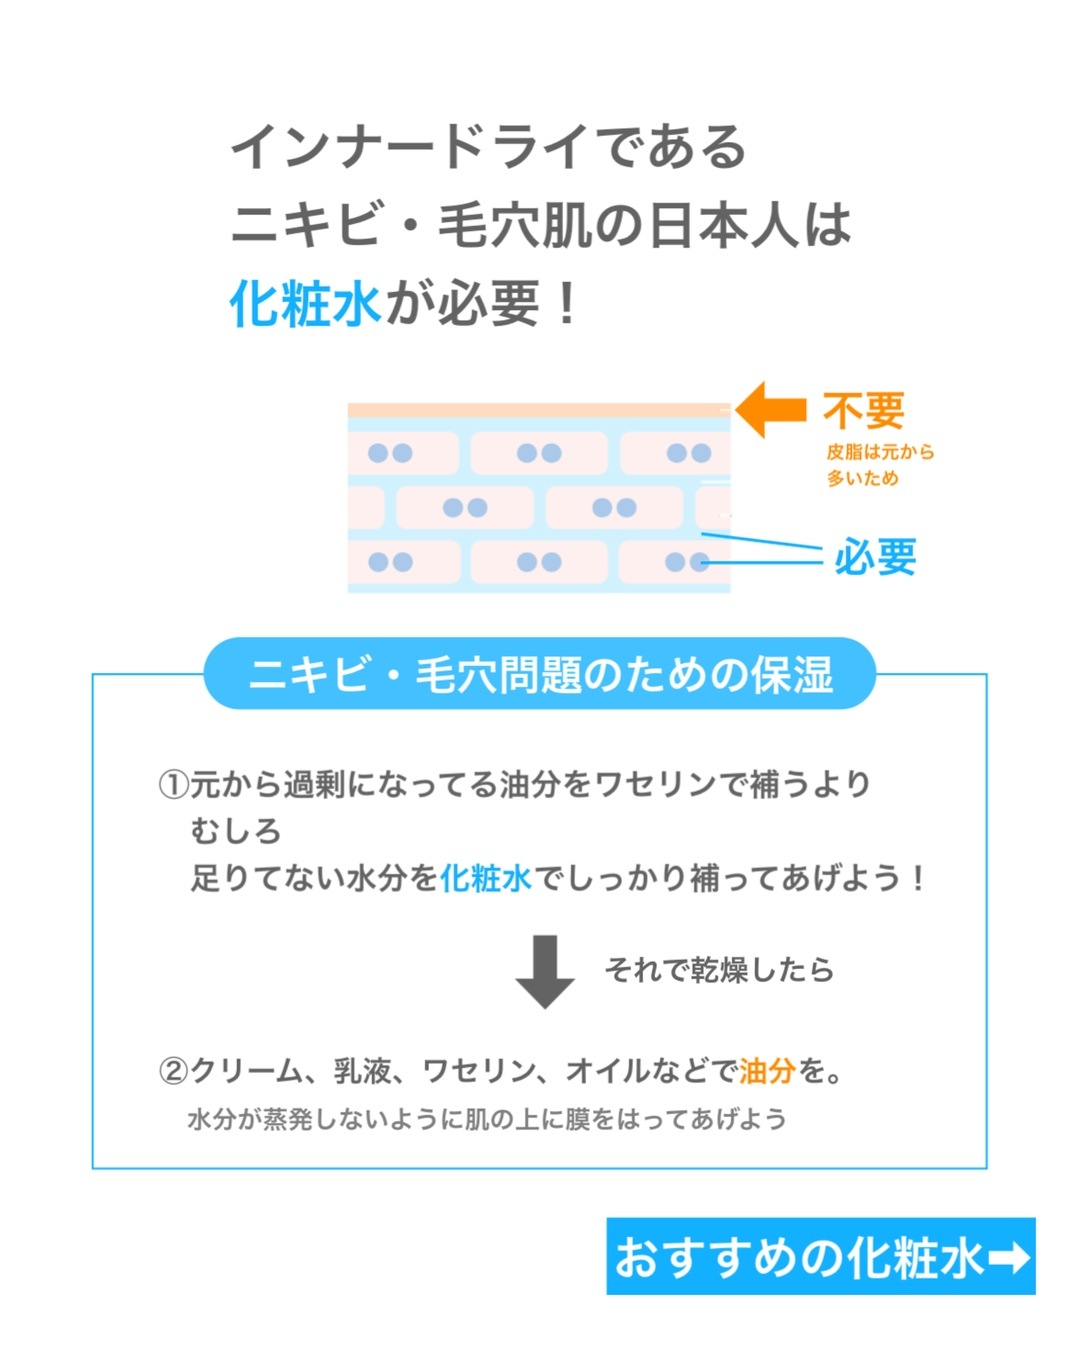 インナードライである
ニキビ・毛穴肌の日本人は
化粧水が必要！
不要
皮脂は元から
多いため
必要
ニキビ・毛穴問題のための保湿
①元から過剰になってる油分をワセリンで補うより
むしろ
足りてない水分を化粧水でしっかり補ってあげよう！
それで乾燥したら
②クリーム、乳液、ワセリン、オイルなどで油分を。
水分が蒸発しないように肌の上に膜をはってあげよう
おすすめの化粧水➡